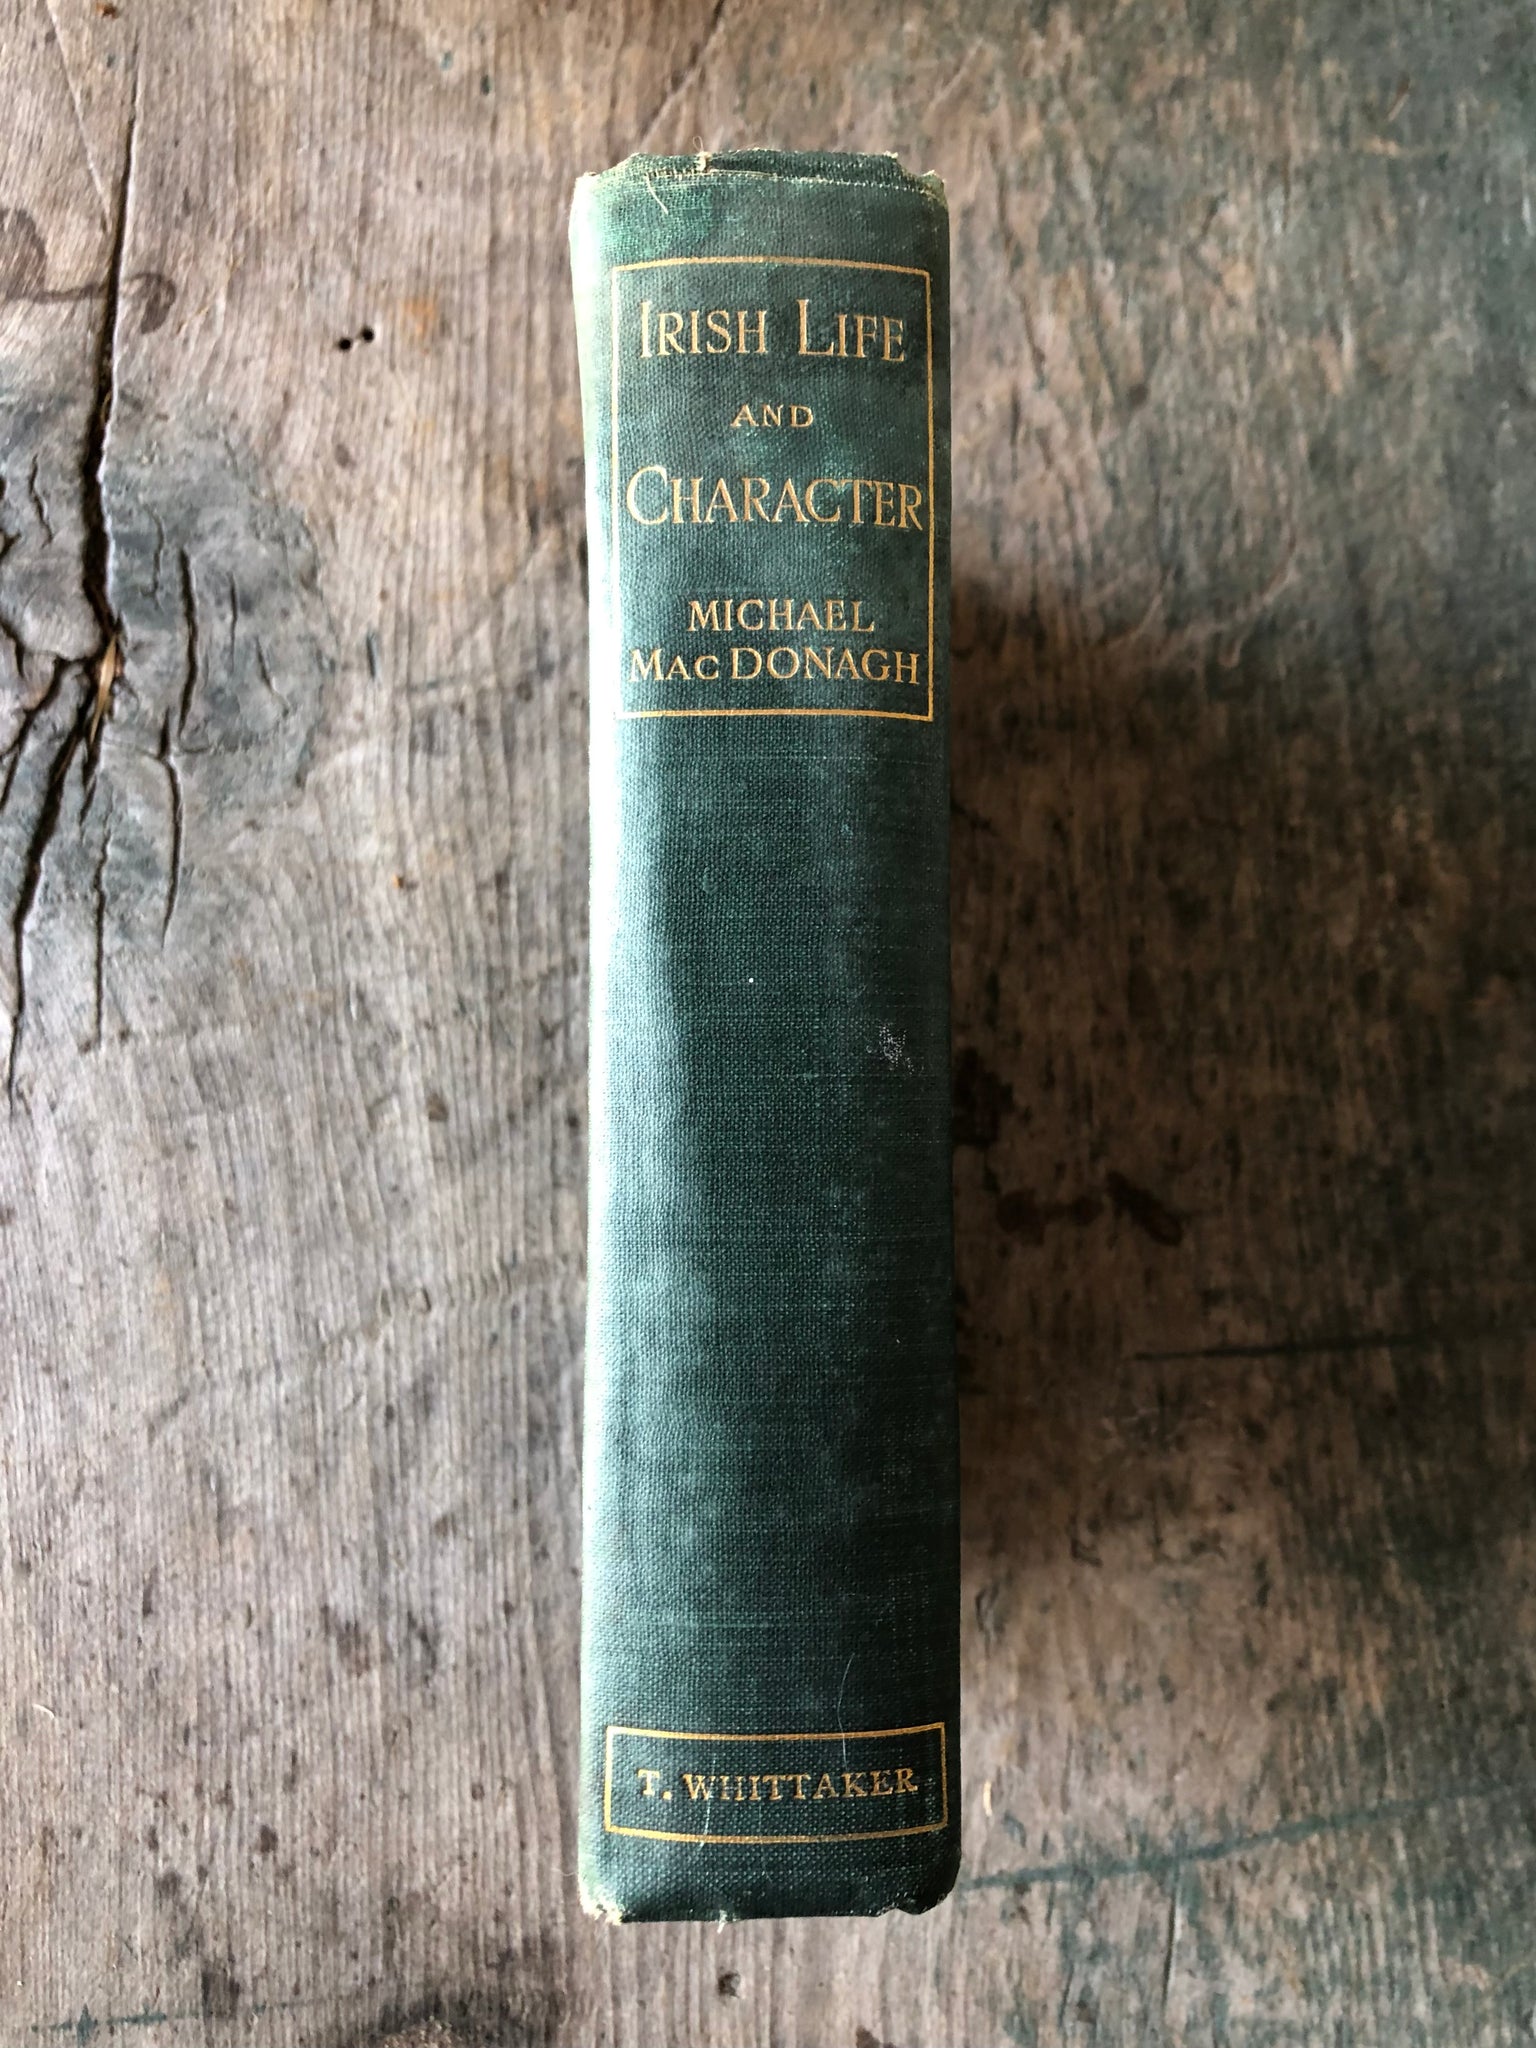 IRISH LIFE
AND
CHARACTER
MICHAEL
MACDONAGH
T. WHITTAKER